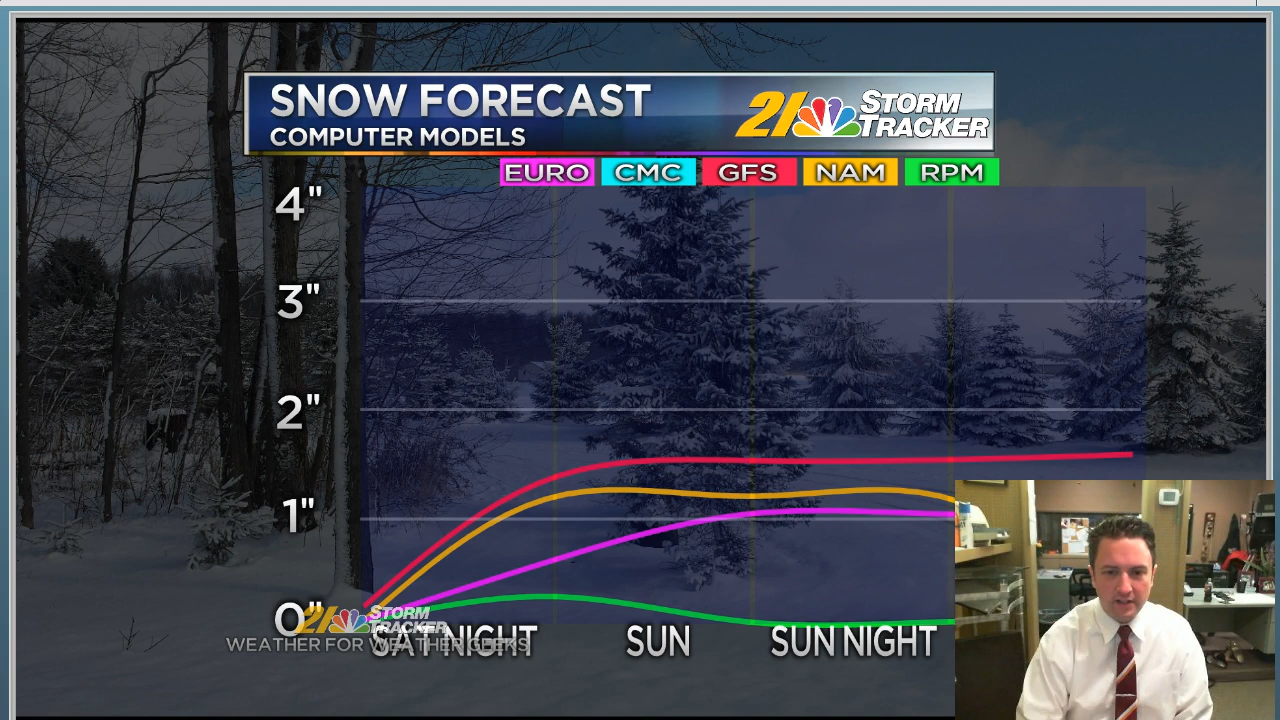 SNOW FORECAST
COMPUTER MODELS
21 STORM
TRACKER
EURO CMC GFS NAM RPM
4"
3"
2"
1"
0"
21 STORM
TRACKER
WEATHER FOR WEATHER GEEKS
SAT NIGHT SUN SUN NIGHT